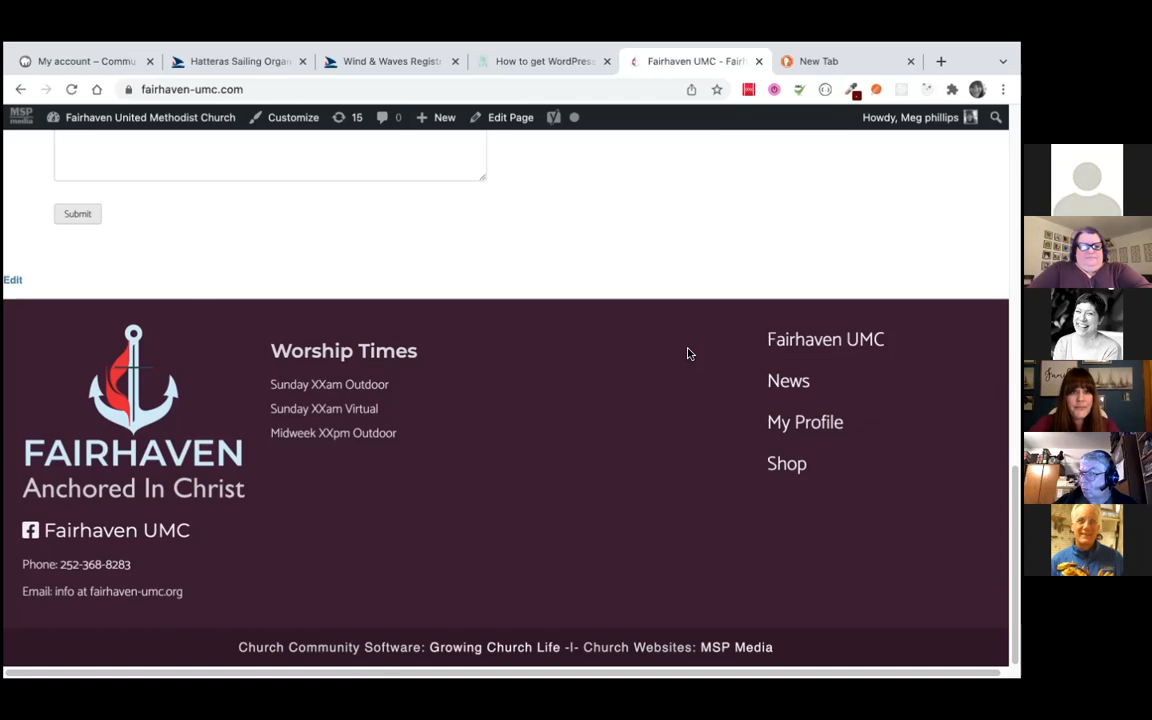 My account – Commu
Hatteras Sailing Organ
Wind & Waves Registr
How to get WordPress
Fairhaven UMC - Fairh
New Tab
fairhaven-umc.com
MSP media
Fairhaven United Methodist Church
Customize
15
0
New
Edit Page
Howdy, Meg phillips
Submit
Edit
FAIRHAVEN
Anchored In Christ
Fairhaven UMC
Phone: 252-368-8283
Email: info at fairhaven-umc.org
Worship Times
Sunday XXam Outdoor
Sunday XXam Virtual
Midweek XXpm Outdoor
Fairhaven UMC
News
My Profile
Shop
Church Community Software: Growing Church Life -I- Church Websites: MSP Media